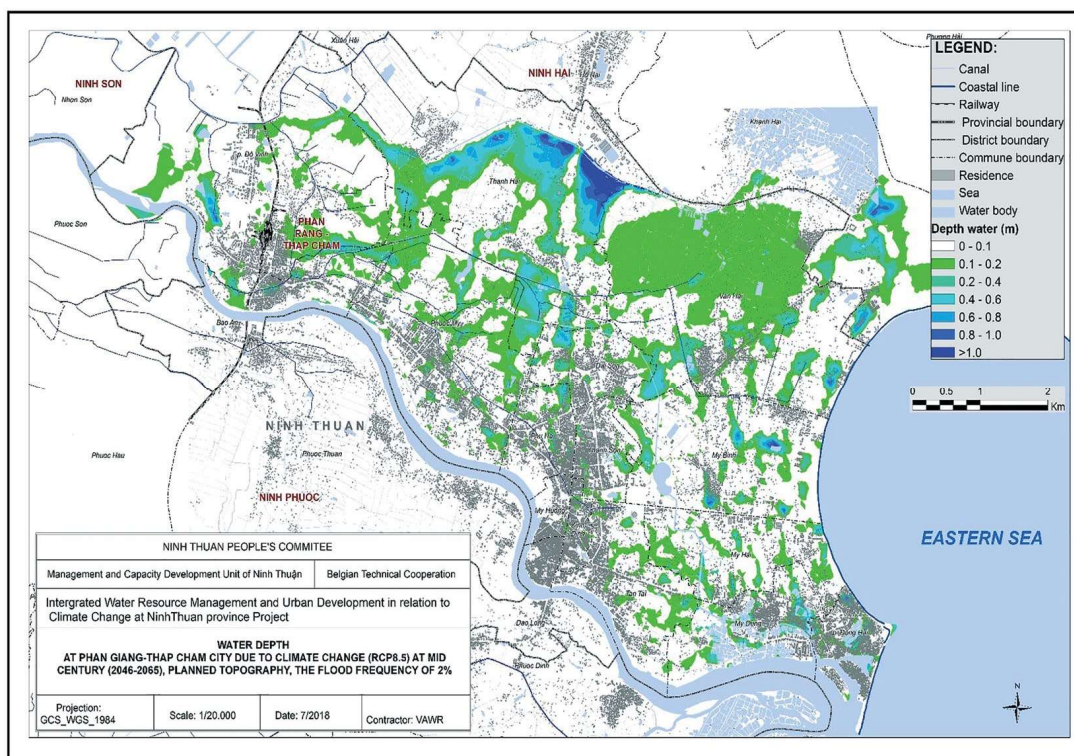 Xuân Hải
Phuong Hải
NINH SON
Nhon Son
NINH HAI
Khanh Hai
Thanh Ha
Phuoc Son
PHAN
RANG -
THAP CHAM
Van Hai
Bao An
NINH THUAN
Phuoc Hau
Phuoc Thuan
My Binh
NINH PHUOC
My Huong
My Hai
Tan Tai
Dao Long
My Dong
Dong Hai
EASTERN SEA
N
LEGEND:
Canal
Coastal line
Railway
Provincial boundary
District boundary
Commune boundary
Residence
Sea
Water body
Depth water (m)
0 - 0.1
0.1 - 0.2
0.2 - 0.4
0.4 - 0.6
0.6 - 0.8
0.8 - 1.0
>1.0
0 0.5 1 2
Km
NINH THUAN PEOPLE'S COMMITEE
Management and Capacity Development Unit of Ninh Thuận
Belgian Technical Cooperation
Intergrated Water Resource Management and Urban Development in relation to
Climate Change at NinhThuan province Project
WATER DEPTH
AT PHAN GIANG-THAP CHAM CITY DUE TO CLIMATE CHANGE (RCP8.5) AT MID
CENTURY (2046-2065), PLANNED TOPOGRAPHY, THE FLOOD FREQUENCY OF 2%
Projection:
GCS_WGS_1984
Scale: 1/20.000
Date: 7/2018
Contractor: VAWR